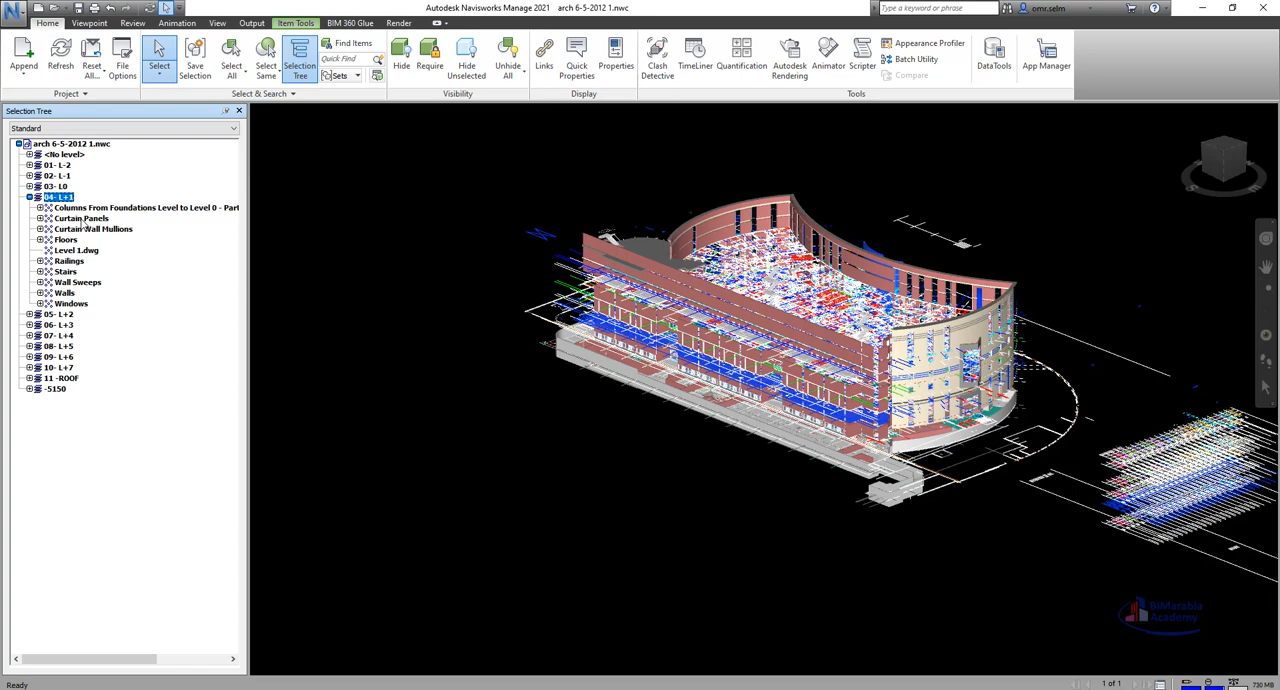 Autodesk Navisworks Manage 2021 arch 6-5-2012 1.nwc
Type a keyword or phrase
omr.selm
Home Viewpoint Review Animation View Output Item Tools BIM 360 Glue Render
Append
Refresh
Reset All...
File Options
Select
Save Selection
Select All
Select Same
Selection Tree
Find Items
Quick Find
Sets
Hide
Require
Hide Unselected
Unhide All
Links
Quick Properties
Properties
Clash Detective
TimeLiner
Quantification
Autodesk Rendering
Animator
Scripter
Appearance Profiler
Batch Utility
Compare
DataTools
App Manager
Project
Select & Search
Visibility
Display
Tools
Selection Tree
Standard
arch 6-5-2012 1.nwc
<No level>
01- L-2
02- L-1
03- L0
04- L+1
Columns From Foundations Level to Level 0 - Part
Curtain Panels
Curtain Wall Mullions
Floors
Level 1.dwg
Railings
Stairs
Wall Sweeps
Walls
Windows
05- L+2
06- L+3
07- L+4
08- L+5
09- L+6
10- L+7
11 -ROOF
-5150
BIMarabia
Academy
Ready
1 of 1
730 MB